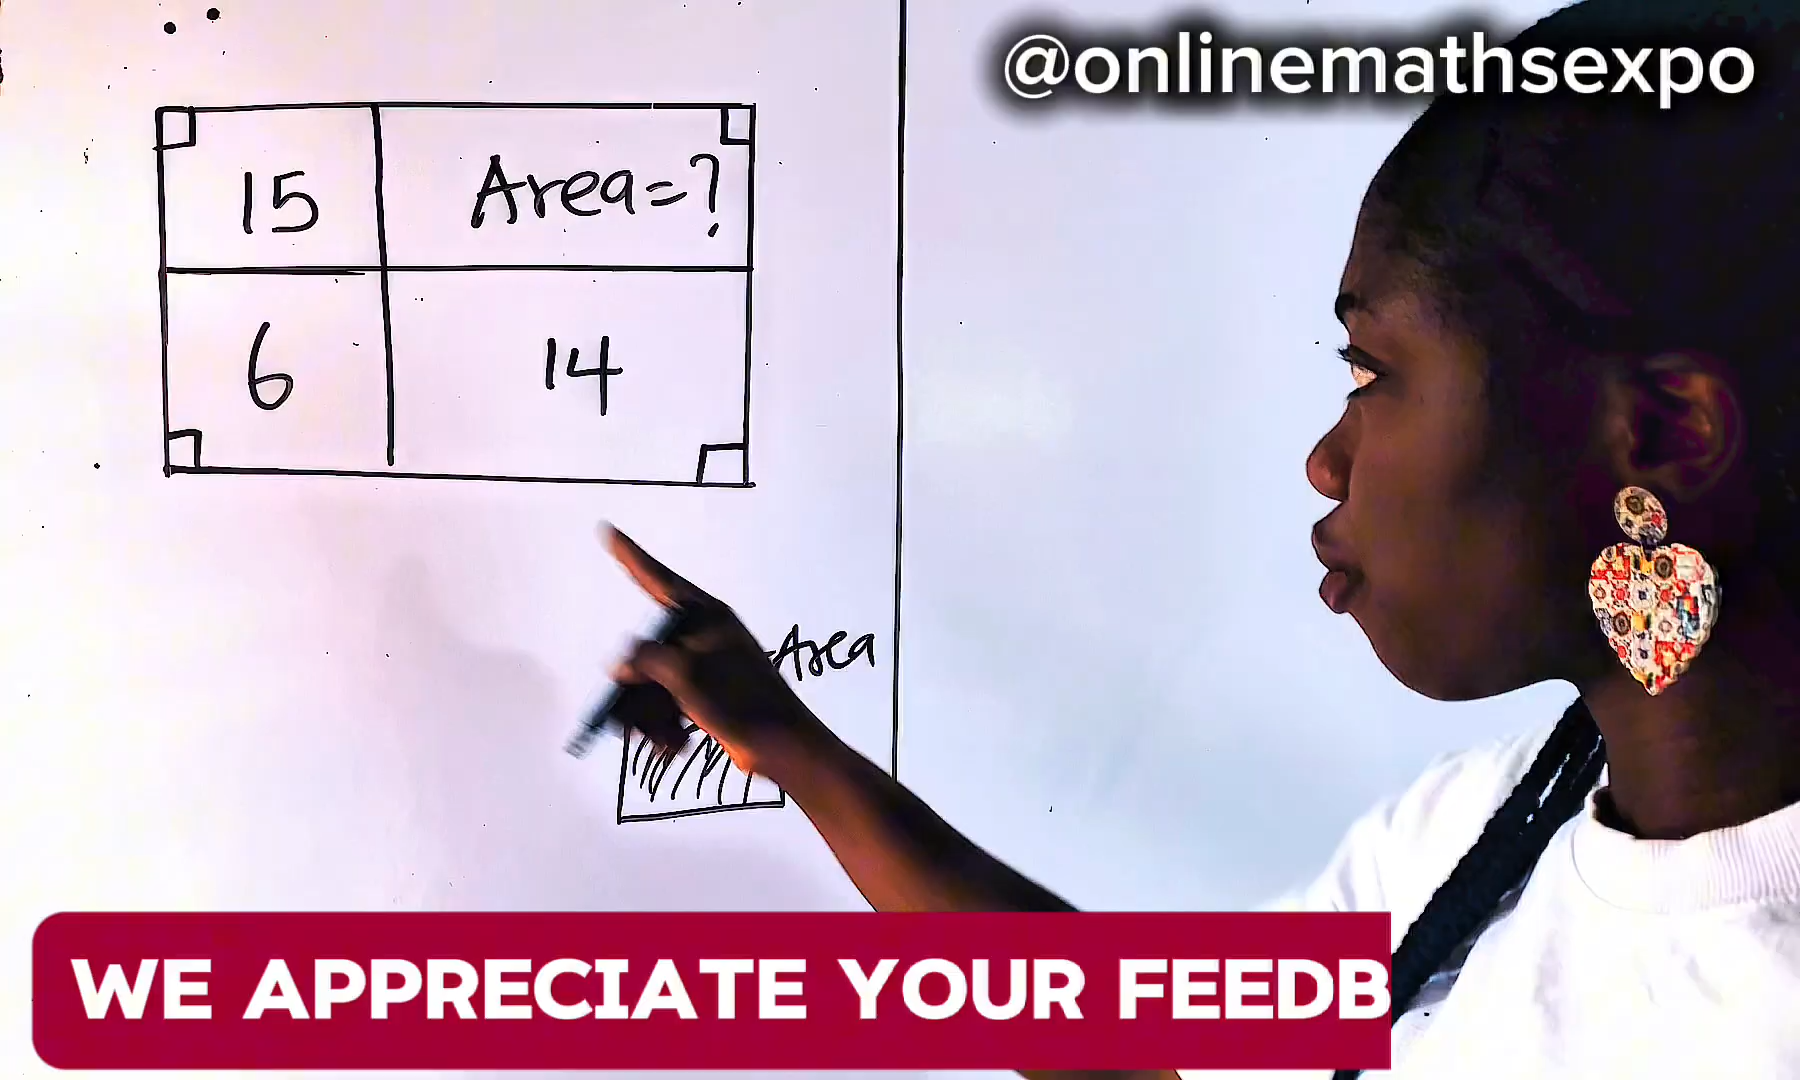 @onlinemathsexpo
15 Area=?
6 14
Area
WE APPRECIATE YOUR FEEDB